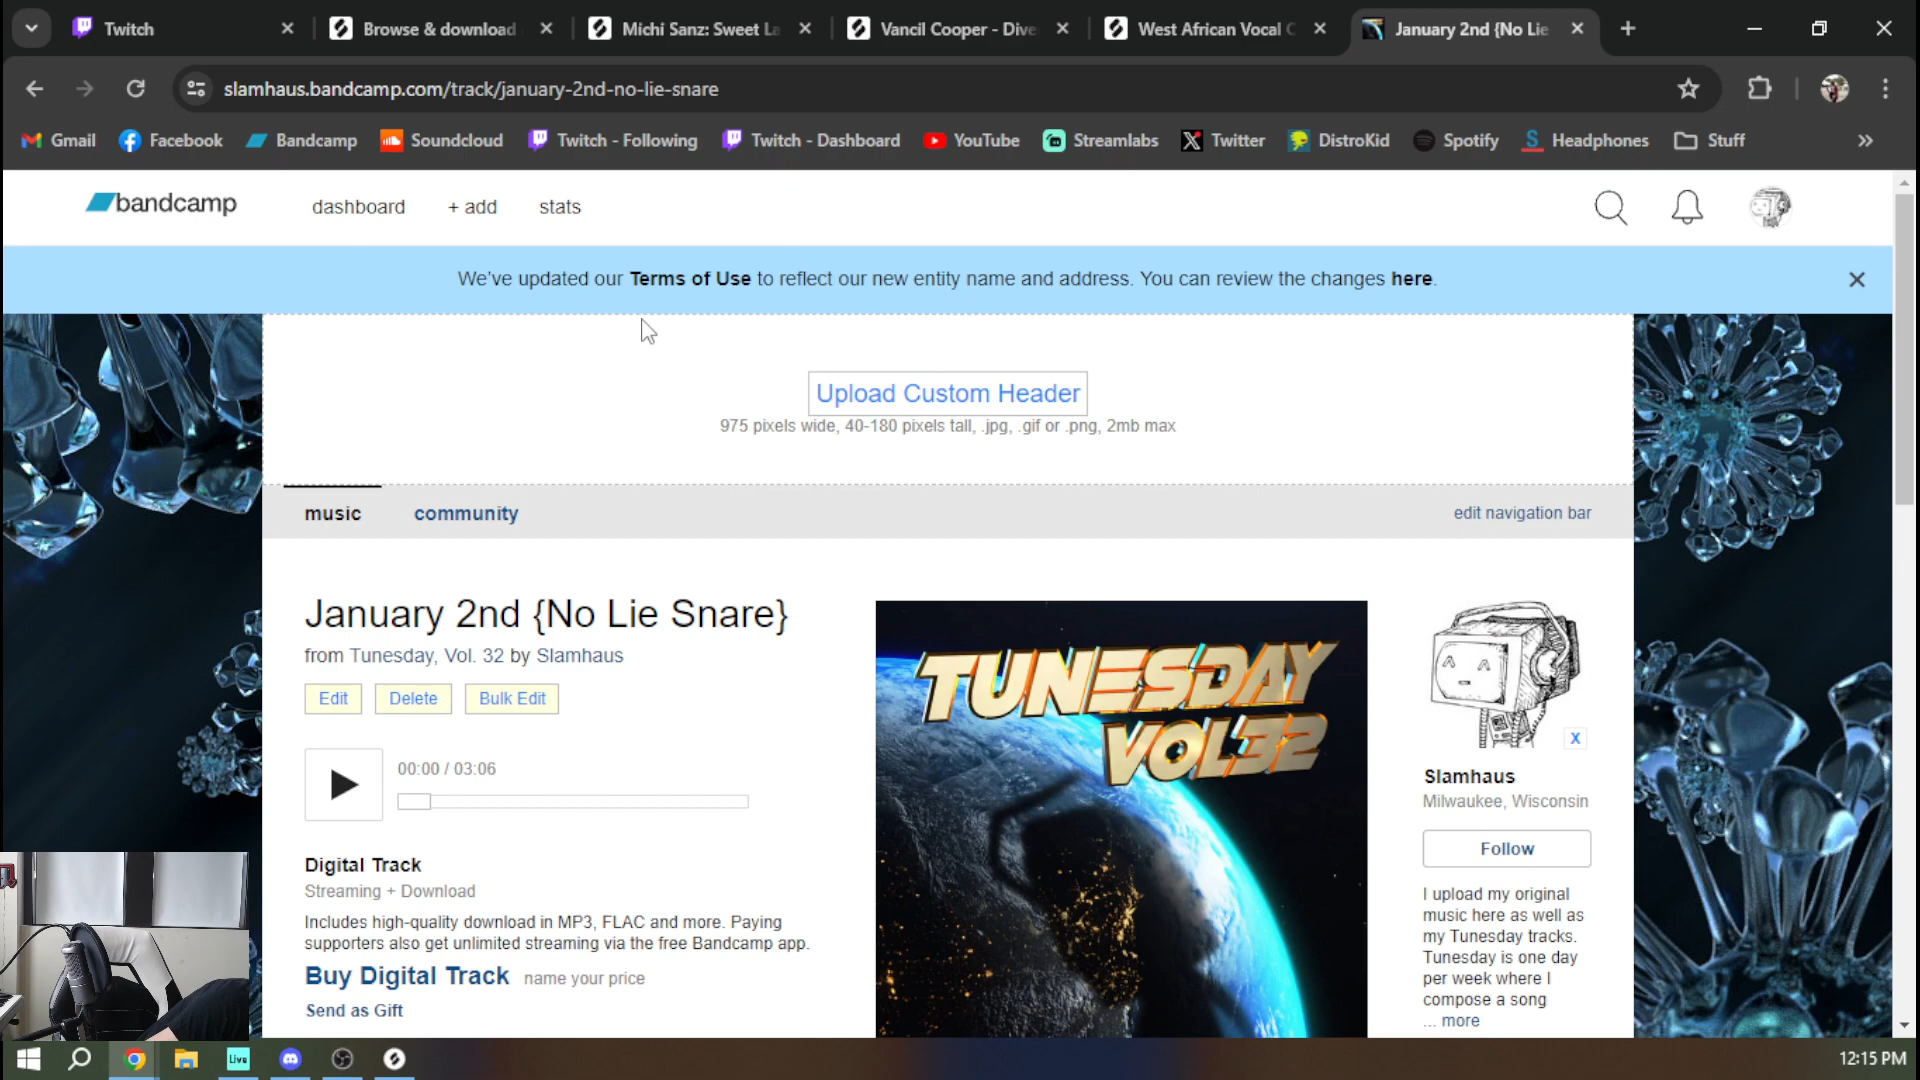 Twitch
Browse & download
Michi Sanz: Sweet La
Vancil Cooper - Dive
West African Vocal C
January 2nd {No Lie
slamhaus.bandcamp.com/track/january-2nd-no-lie-snare
Gmail
Facebook
Bandcamp
Soundcloud
Twitch - Following
Twitch - Dashboard
YouTube
Streamlabs
Twitter
DistroKid
Spotify
Headphones
Stuff
bandcamp
dashboard
+ add
stats
We've updated our Terms of Use to reflect our new entity name and address. You can review the changes here.
Upload Custom Header
975 pixels wide, 40-180 pixels tall, .jpg, .gif or .png, 2mb max
music
community
edit navigation bar
January 2nd {No Lie Snare}
from Tunesday, Vol. 32 by Slamhaus
Edit
Delete
Bulk Edit
00:00 / 03:06
Digital Track
Streaming + Download
Includes high-quality download in MP3, FLAC and more. Paying
supporters also get unlimited streaming via the free Bandcamp app.
Buy Digital Track name your price
Send as Gift
TUNESDAY
VOL32
X
Slamhaus
Milwaukee, Wisconsin
Follow
I upload my original
music here as well as
my Tunesday tracks.
Tunesday is one day
per week where I
compose a song
... more
Live
12:15 PM